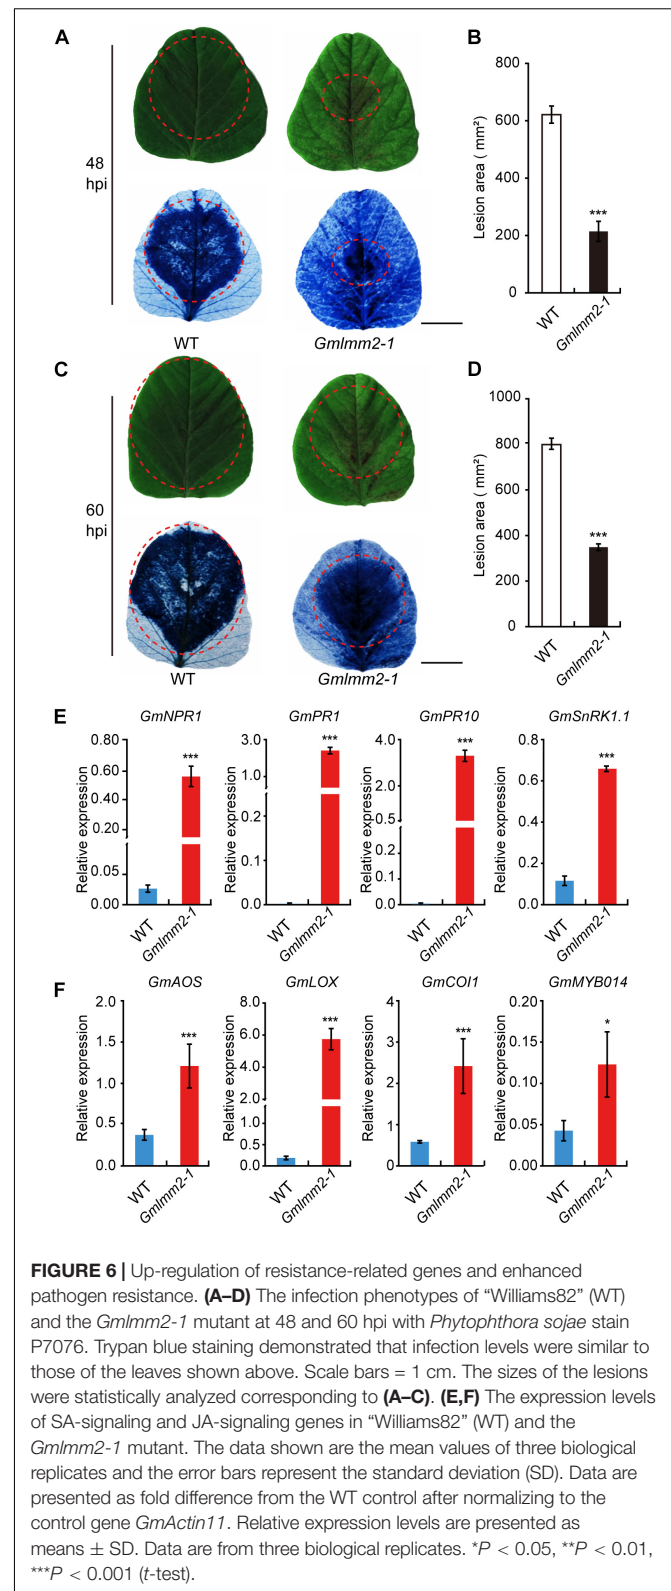 A
B
48
hpi
WT
Gmlmm2-1
800
600
400
200
0
Lesion area ( mm²)
***
WT
Gmlmm2-1
C
D
60
hpi
WT
Gmlmm2-1
1000
800
400
600
200
0
Lesion area ( mm²)
***
WT
Gmlmm2-1
E
GmNPR1
Relative expression
0.80
0.60
0.20
0.05
0.00
***
WT
Gmlmm2-1
GmPR1
Relative expression
3.0
1.0
0.2
0.1
0.0
***
WT
Gmlmm2-1
GmPR10
Relative expression
4.0
2.0
0.5
0.2
0.1
0.0
***
WT
Gmlmm2-1
GmSnRK1.1
Relative expression
0.8
0.6
0.4
0.2
0.0
***
WT
Gmlmm2-1
F
GmAOS
Relative expression
1.5
1.0
0.5
0.0
***
WT
Gmlmm2-1
GmLOX
Relative expression
6.0
4.0
2.0
1.0
0.5
0.0
***
WT
Gmlmm2-1
GmCOI1
Relative expression
4
3
2
1
0
***
WT
Gmlmm2-1
GmMYB014
Relative expression
0.20
0.15
0.10
0.05
0.00
*
WT
Gmlmm2-1
FIGURE 6 | Up-regulation of resistance-related genes and enhanced
pathogen resistance. (A–D) The infection phenotypes of “Williams82” (WT)
and the Gmlmm2-1 mutant at 48 and 60 hpi with Phytophthora sojae stain
P7076. Trypan blue staining demonstrated that infection levels were similar to
those of the leaves shown above. Scale bars = 1 cm. The sizes of the lesions
were statistically analyzed corresponding to (A–C). (E,F) The expression levels
of SA-signaling and JA-signaling genes in “Williams82” (WT) and the
Gmlmm2-1 mutant. The data shown are the mean values of three biological
replicates and the error bars represent the standard deviation (SD). Data are
presented as fold difference from the WT control after normalizing to the
control gene GmActin11. Relative expression levels are presented as
means ± SD. Data are from three biological replicates. *P < 0.05, **P < 0.01,
***P < 0.001 (t-test).